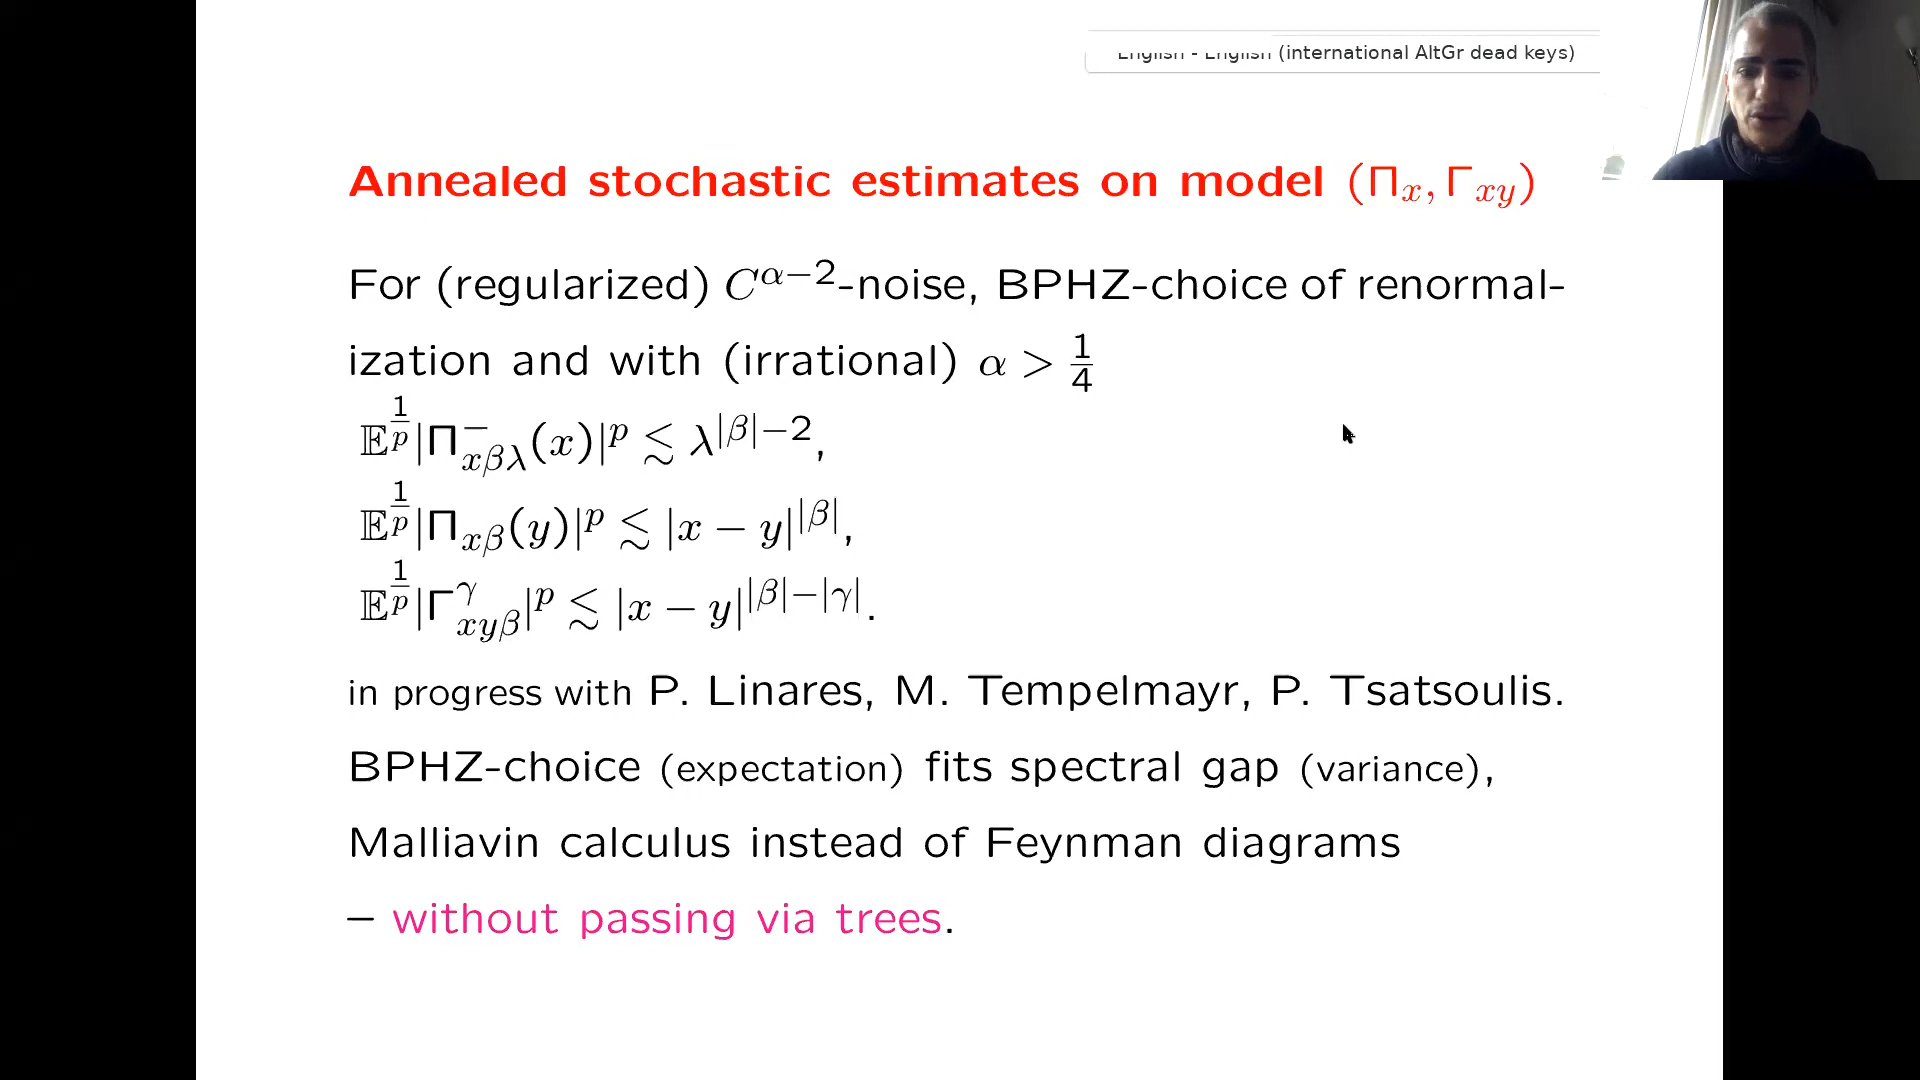 English - English (international AltGr dead keys)
Annealed stochastic estimates on model (Π_x, Γ_{xy})
For (regularized) C^{α−2}-noise, BPHZ-choice of renormal-
ization and with (irrational) α > 1/4
𝔼^{1/p}|Π^−_{xβλ}(x)|^p ≲ λ^{|β|−2},
𝔼^{1/p}|Π_{xβ}(y)|^p ≲ |x − y|^{|β|},
𝔼^{1/p}|Γ^γ_{xyβ}|^p ≲ |x − y|^{|β|−|γ|}.
in progress with P. Linares, M. Tempelmayr, P. Tsatsoulis.
BPHZ-choice (expectation) fits spectral gap (variance),
Malliavin calculus instead of Feynman diagrams
– without passing via trees.